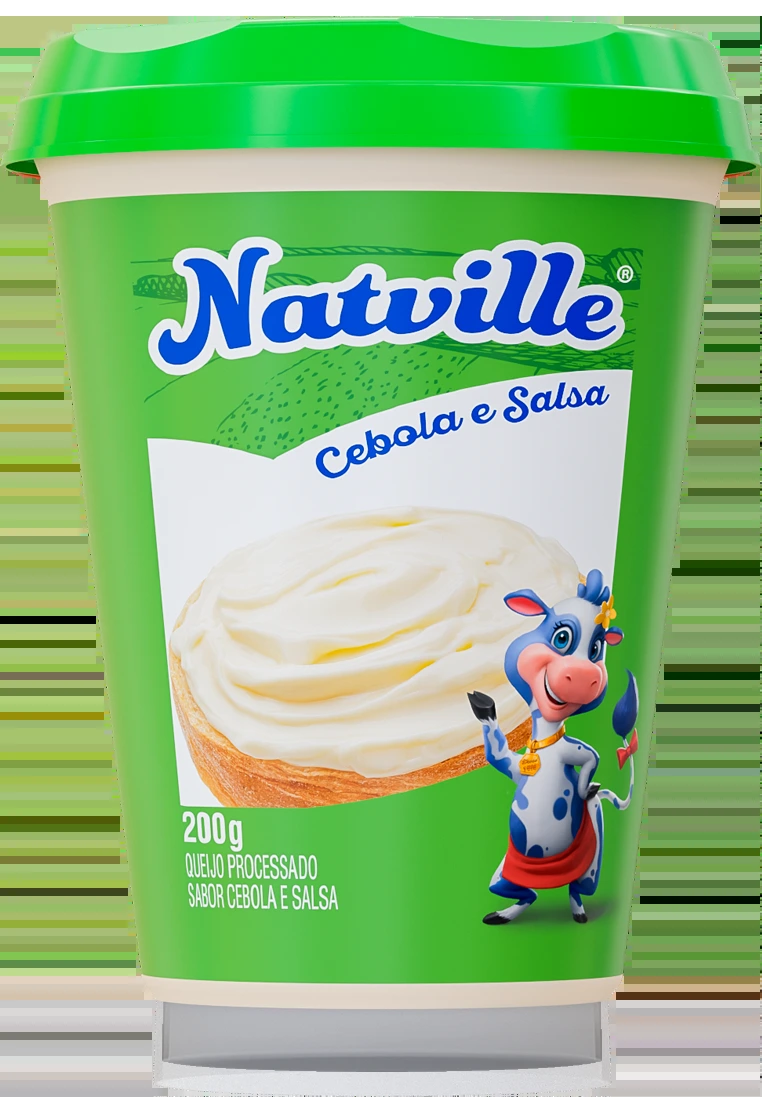 Natville®
Cebola e Salsa
200g
QUEIJO PROCESSADO
SABOR CEBOLA E SALSA